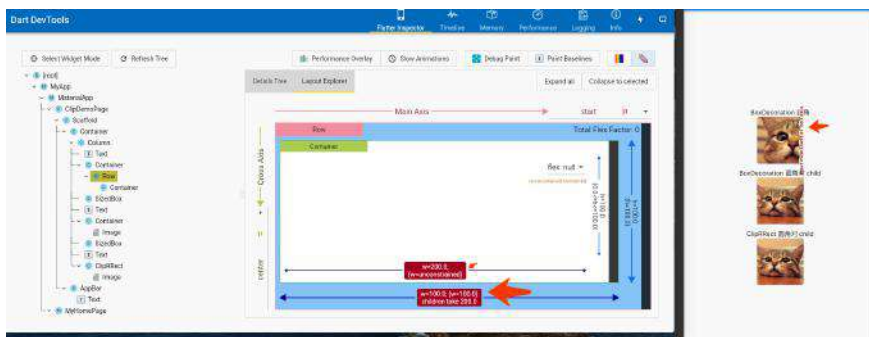 Dart DevTools
Flutter Inspector
Timeline
Memory
Performance
Logging
Info
Select Widget Mode
Refresh Tree
Performance Overlay
Slow Animations
Debug Paint
Paint Baselines
[root]
MyApp
MaterialApp
ClipDemoPage
Scaffold
Container
Column
Text
Container
Row
Container
SizedBox
Text
Container
Image
SizedBox
Text
ClipRRect
Image
AppBar
Text
MyHomePage
Details Tree
Layout Explorer
Expand all
Collapse to selected
Main Axis
start
Row
Total Flex Factor: 0
Container
flex: null
Cross Axis
center
w=200.0;
(w=unconstrained)
w=100.0; (w=100.0)
children take 200.0
BoxDecoration 圆角
BoxDecoration 圆角对 child
ClipRRect 圆角对 child